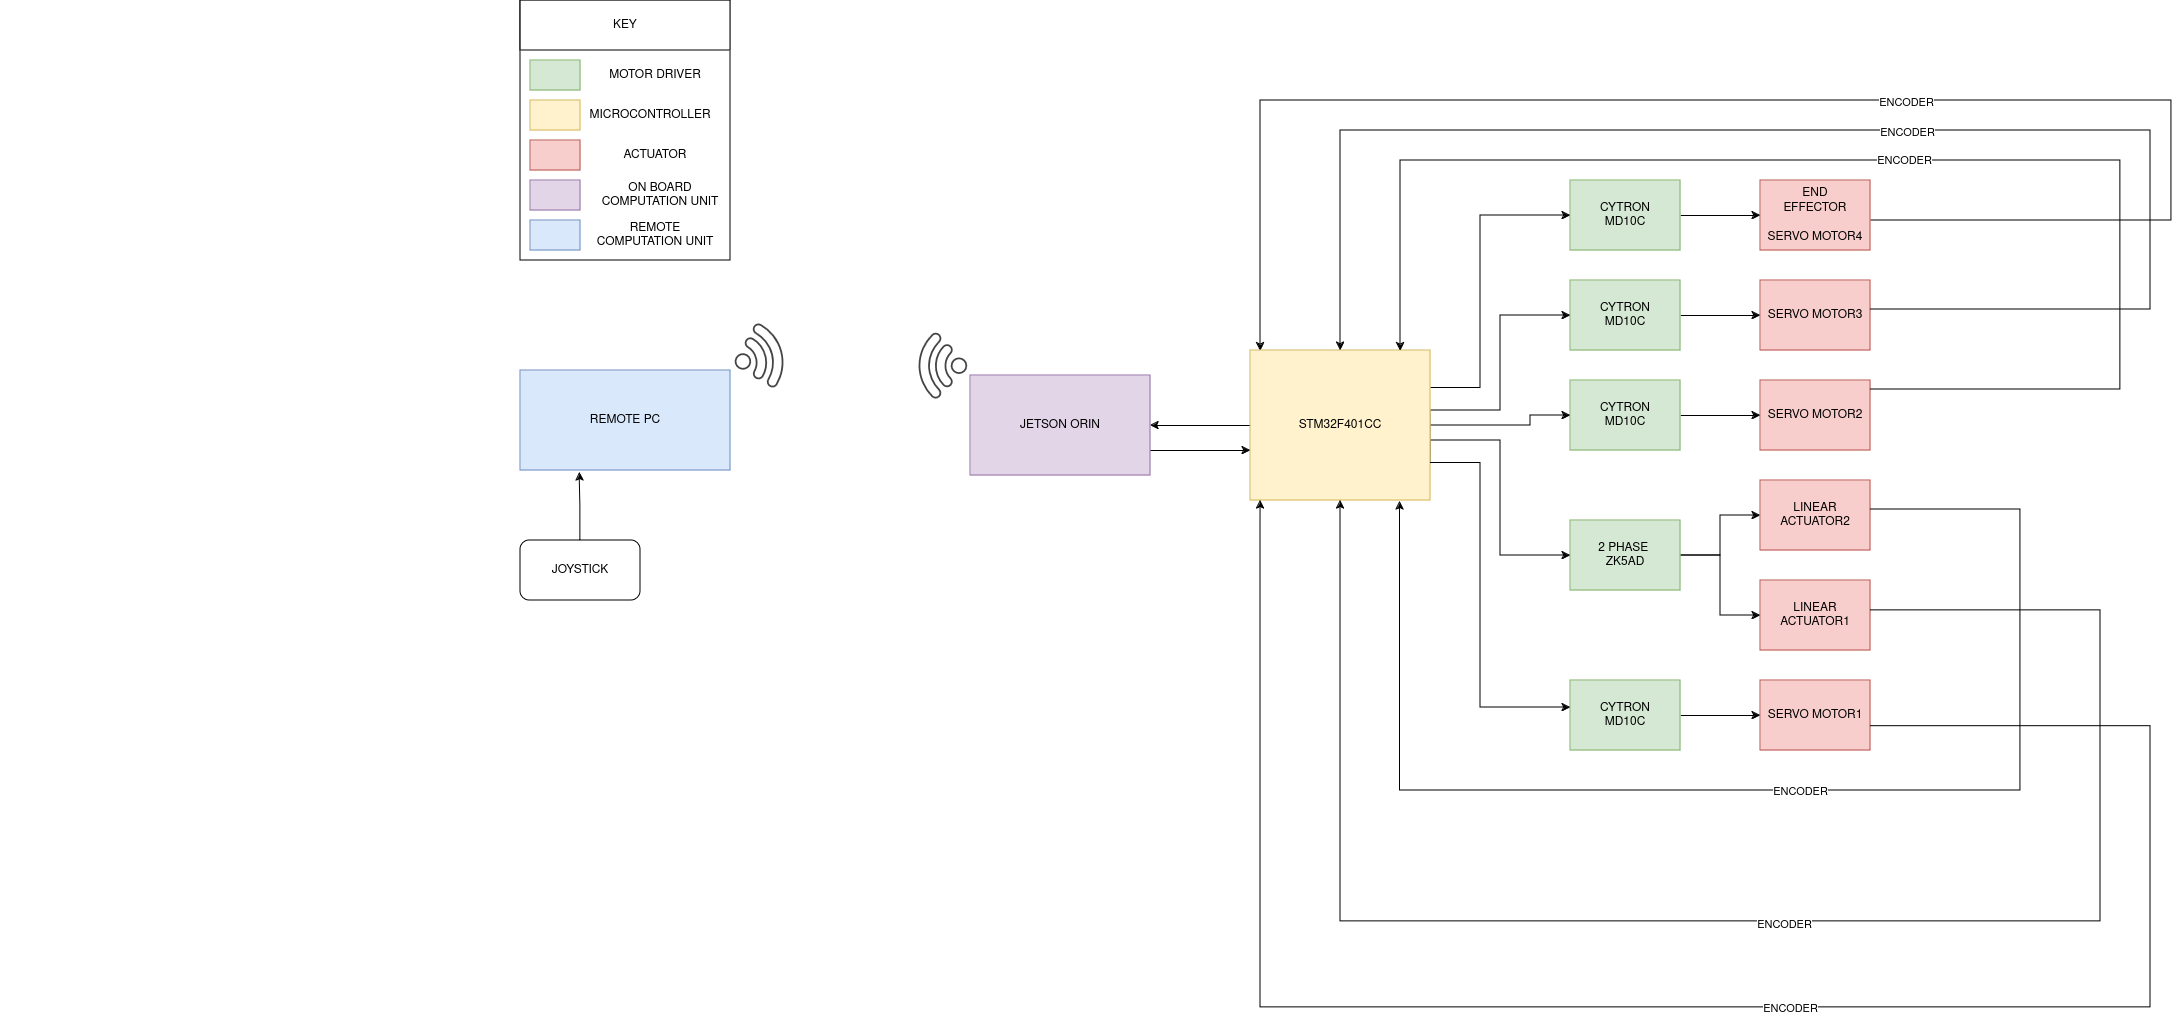 KEY
MOTOR DRIVER
MICROCONTROLLER
ACTUATOR
ON BOARD
COMPUTATION UNIT
REMOTE
COMPUTATION UNIT
REMOTE PC
JOYSTICK
JETSON ORIN
STM32F401CC
ENCODER
ENCODER
ENCODER
CYTRON
MD10C
END
EFFECTOR
SERVO MOTOR4
CYTRON
MD10C
SERVO MOTOR3
CYTRON
MD10C
SERVO MOTOR2
2 PHASE
ZK5AD
LINEAR
ACTUATOR2
LINEAR
ACTUATOR1
CYTRON
MD10C
SERVO MOTOR1
ENCODER
ENCODER
ENCODER